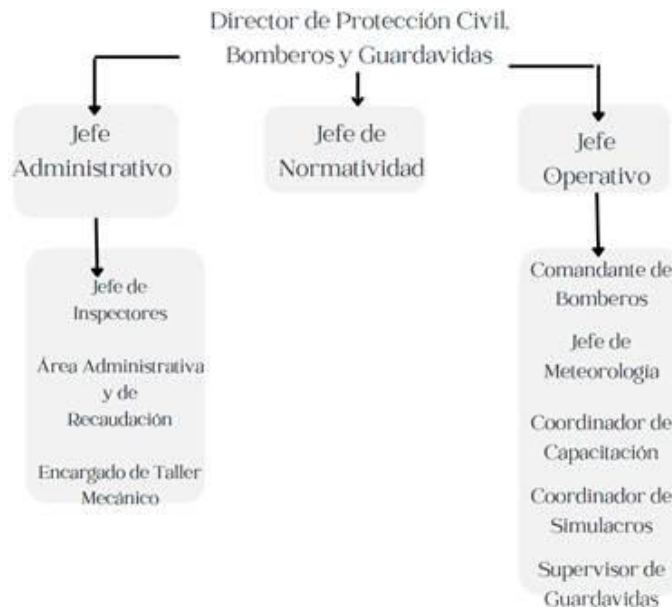 Director de Protección Civil,
Bomberos y Guardavidas
Jefe
Administrativo
Jefe de
Normatividad
Jefe
Operativo
Jefe de
Inspectores
Área Administrativa
y de
Recaudación
Encargado de Taller
Mecánico
Comandante de
Bomberos
Jefe de
Meteorología
Coordinador de
Capacitación
Coordinador de
Simulacros
Supervisor de
Guardavidas